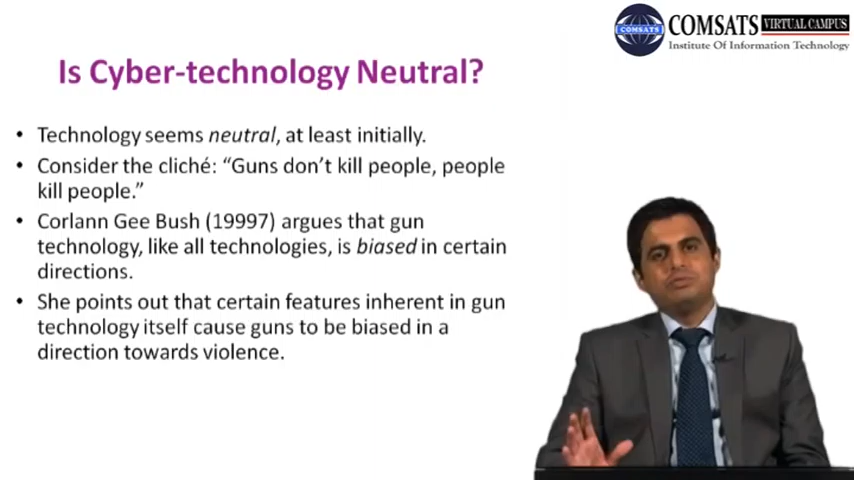 COMSATS VIRTUAL CAMPUS
COMSATS
Institute Of Information Technology
Is Cyber-technology Neutral?
• Technology seems neutral, at least initially.
• Consider the cliché: “Guns don’t kill people, people
kill people.”
• Corlann Gee Bush (19997) argues that gun
technology, like all technologies, is biased in certain
directions.
• She points out that certain features inherent in gun
technology itself cause guns to be biased in a
direction towards violence.